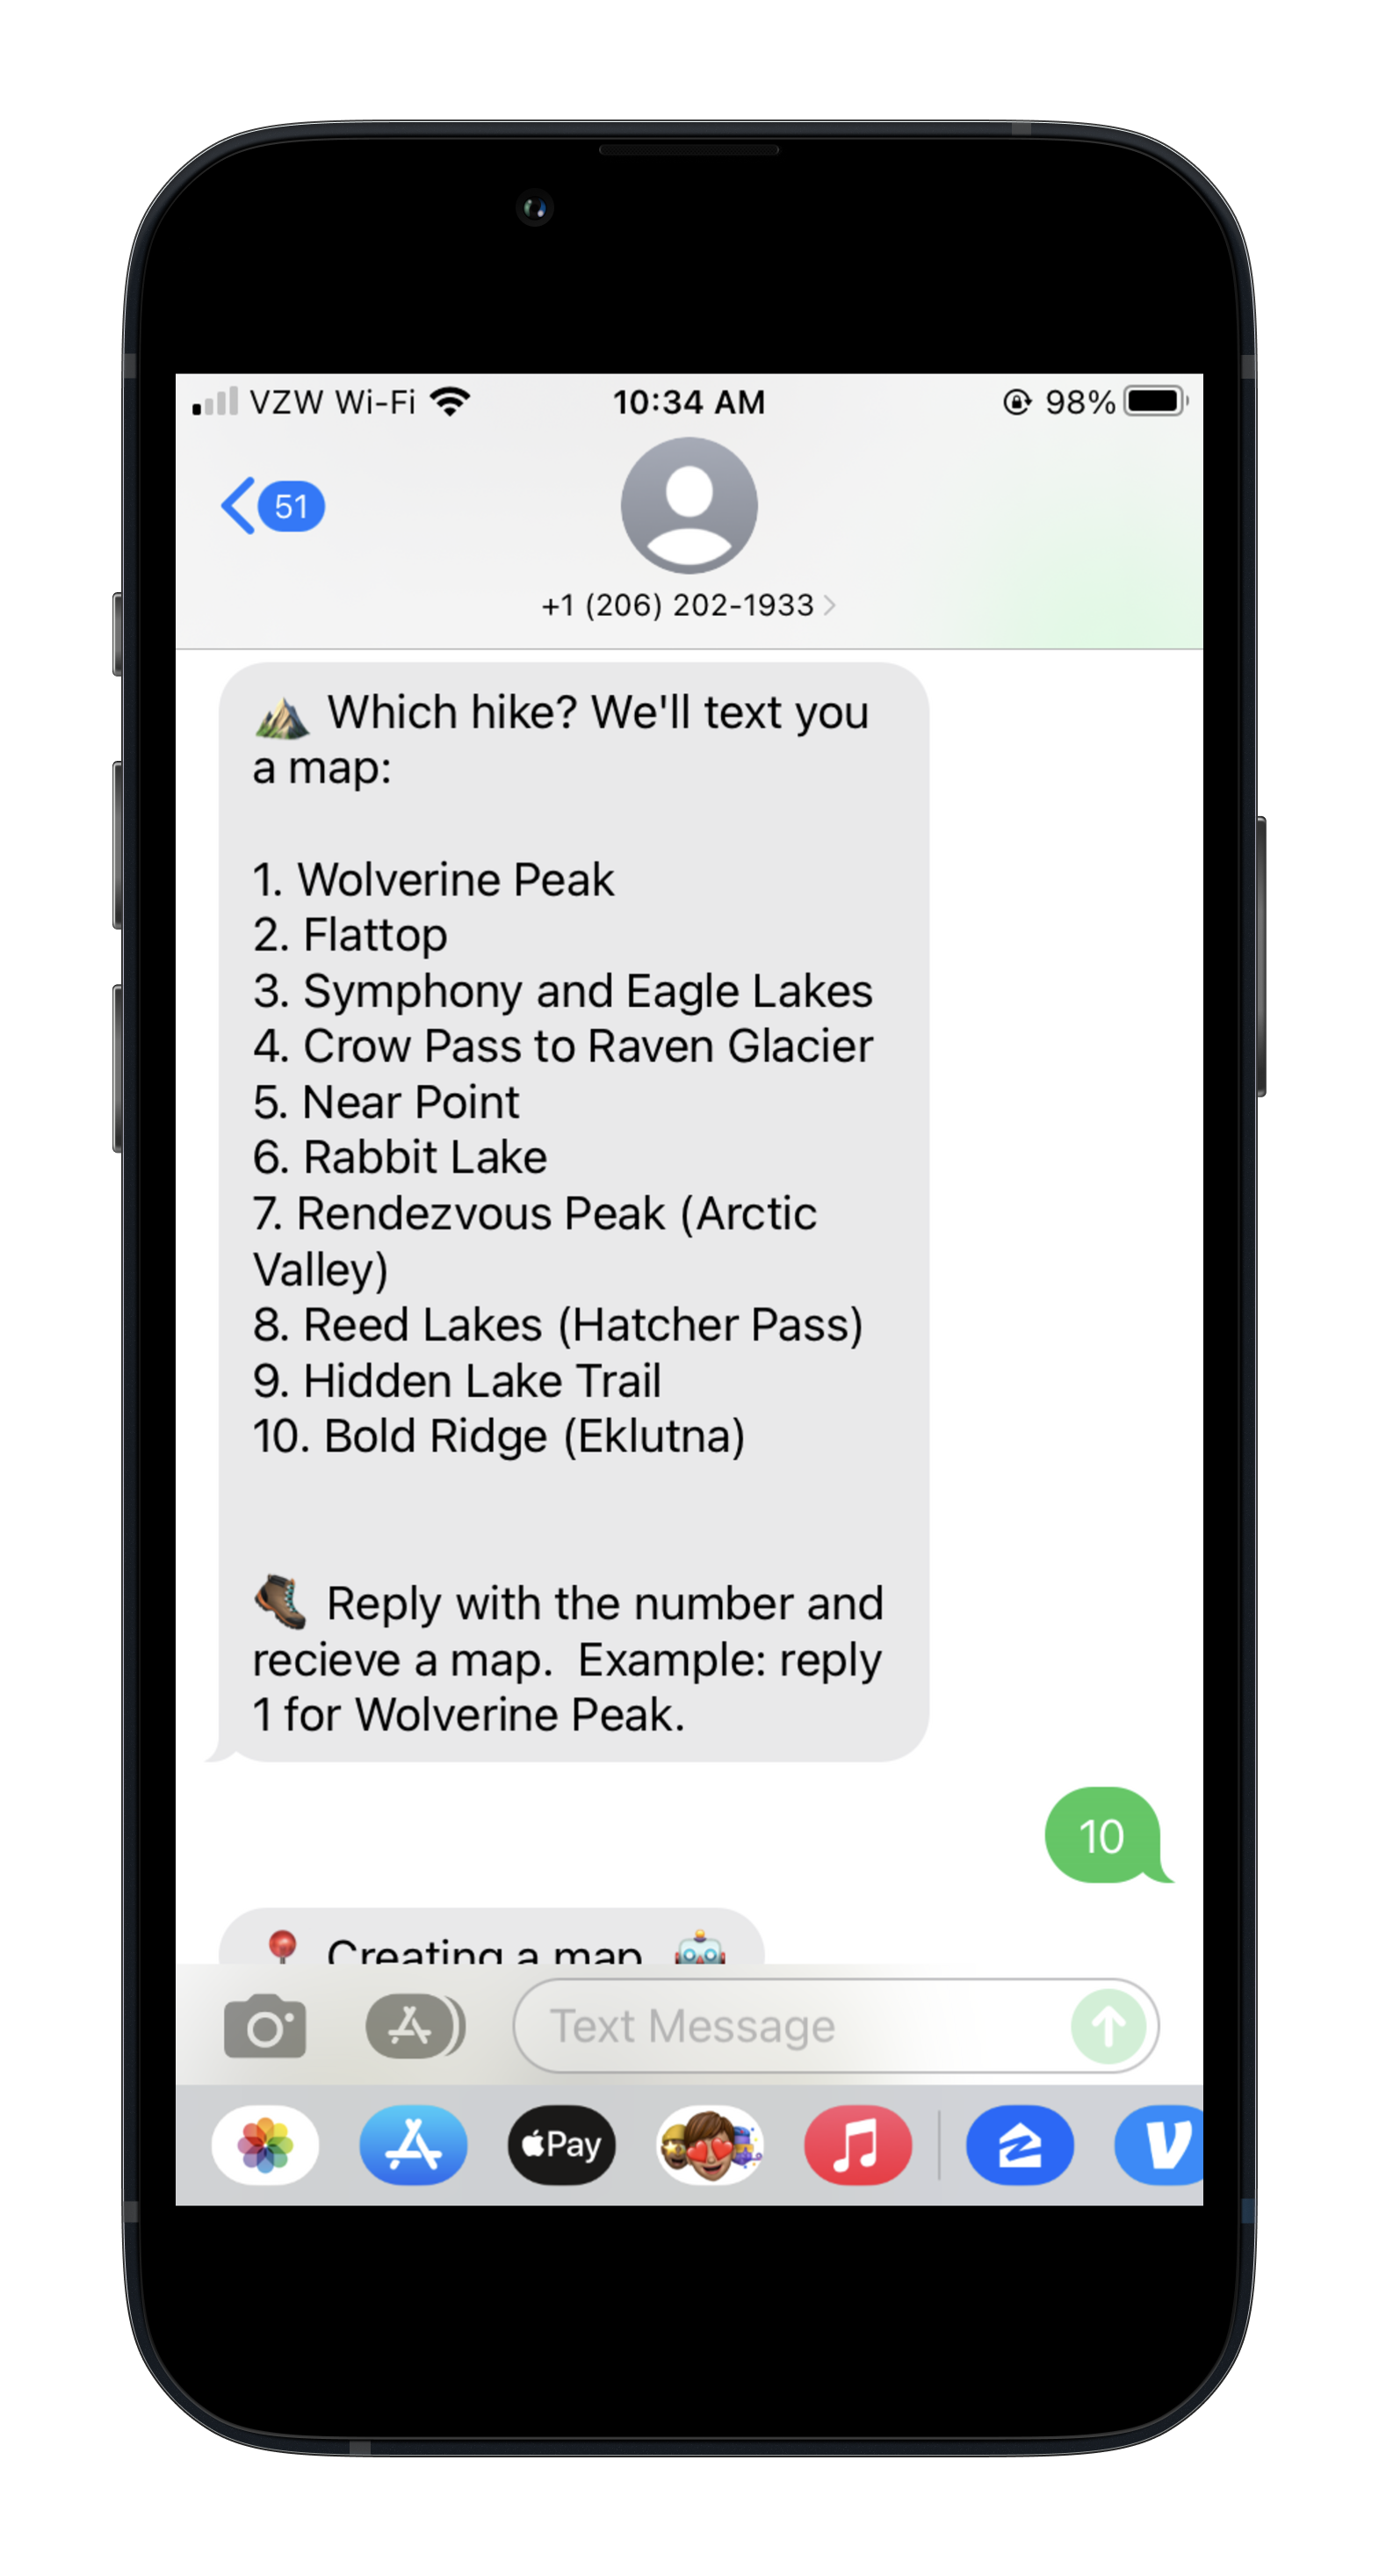 VZW Wi-Fi 10:34 AM 98%
51
+1 (206) 202-1933
Which hike? We'll text you
a map:
1. Wolverine Peak
2. Flattop
3. Symphony and Eagle Lakes
4. Crow Pass to Raven Glacier
5. Near Point
6. Rabbit Lake
7. Rendezvous Peak (Arctic
Valley)
8. Reed Lakes (Hatcher Pass)
9. Hidden Lake Trail
10. Bold Ridge (Eklutna)
Reply with the number and
recieve a map.  Example: reply
1 for Wolverine Peak.
10
Creating a map
Text Message
Pay